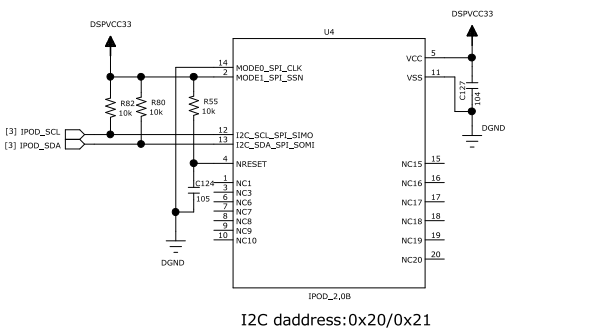 DSPVCC33
DSPVCC33
U4
14 MODE0_SPI_CLK
2 MODE1_SPI_SSN
VCC 5
VSS 11
R82
10k
R80
10k
R55
10k
C127
104
DGND
[3] IPOD_SCL
[3] IPOD_SDA
12 I2C_SCL_SPI_SIMO
13 I2C_SDA_SPI_SOMI
4 NRESET
C124
105
1 NC1
3 NC3
6 NC6
7 NC7
8 NC8
9 NC9
10 NC10
NC15 15
NC16 16
NC17 17
NC18 18
NC19 19
NC20 20
DGND
IPOD_2,0B
I2C daddress:0x20/0x21